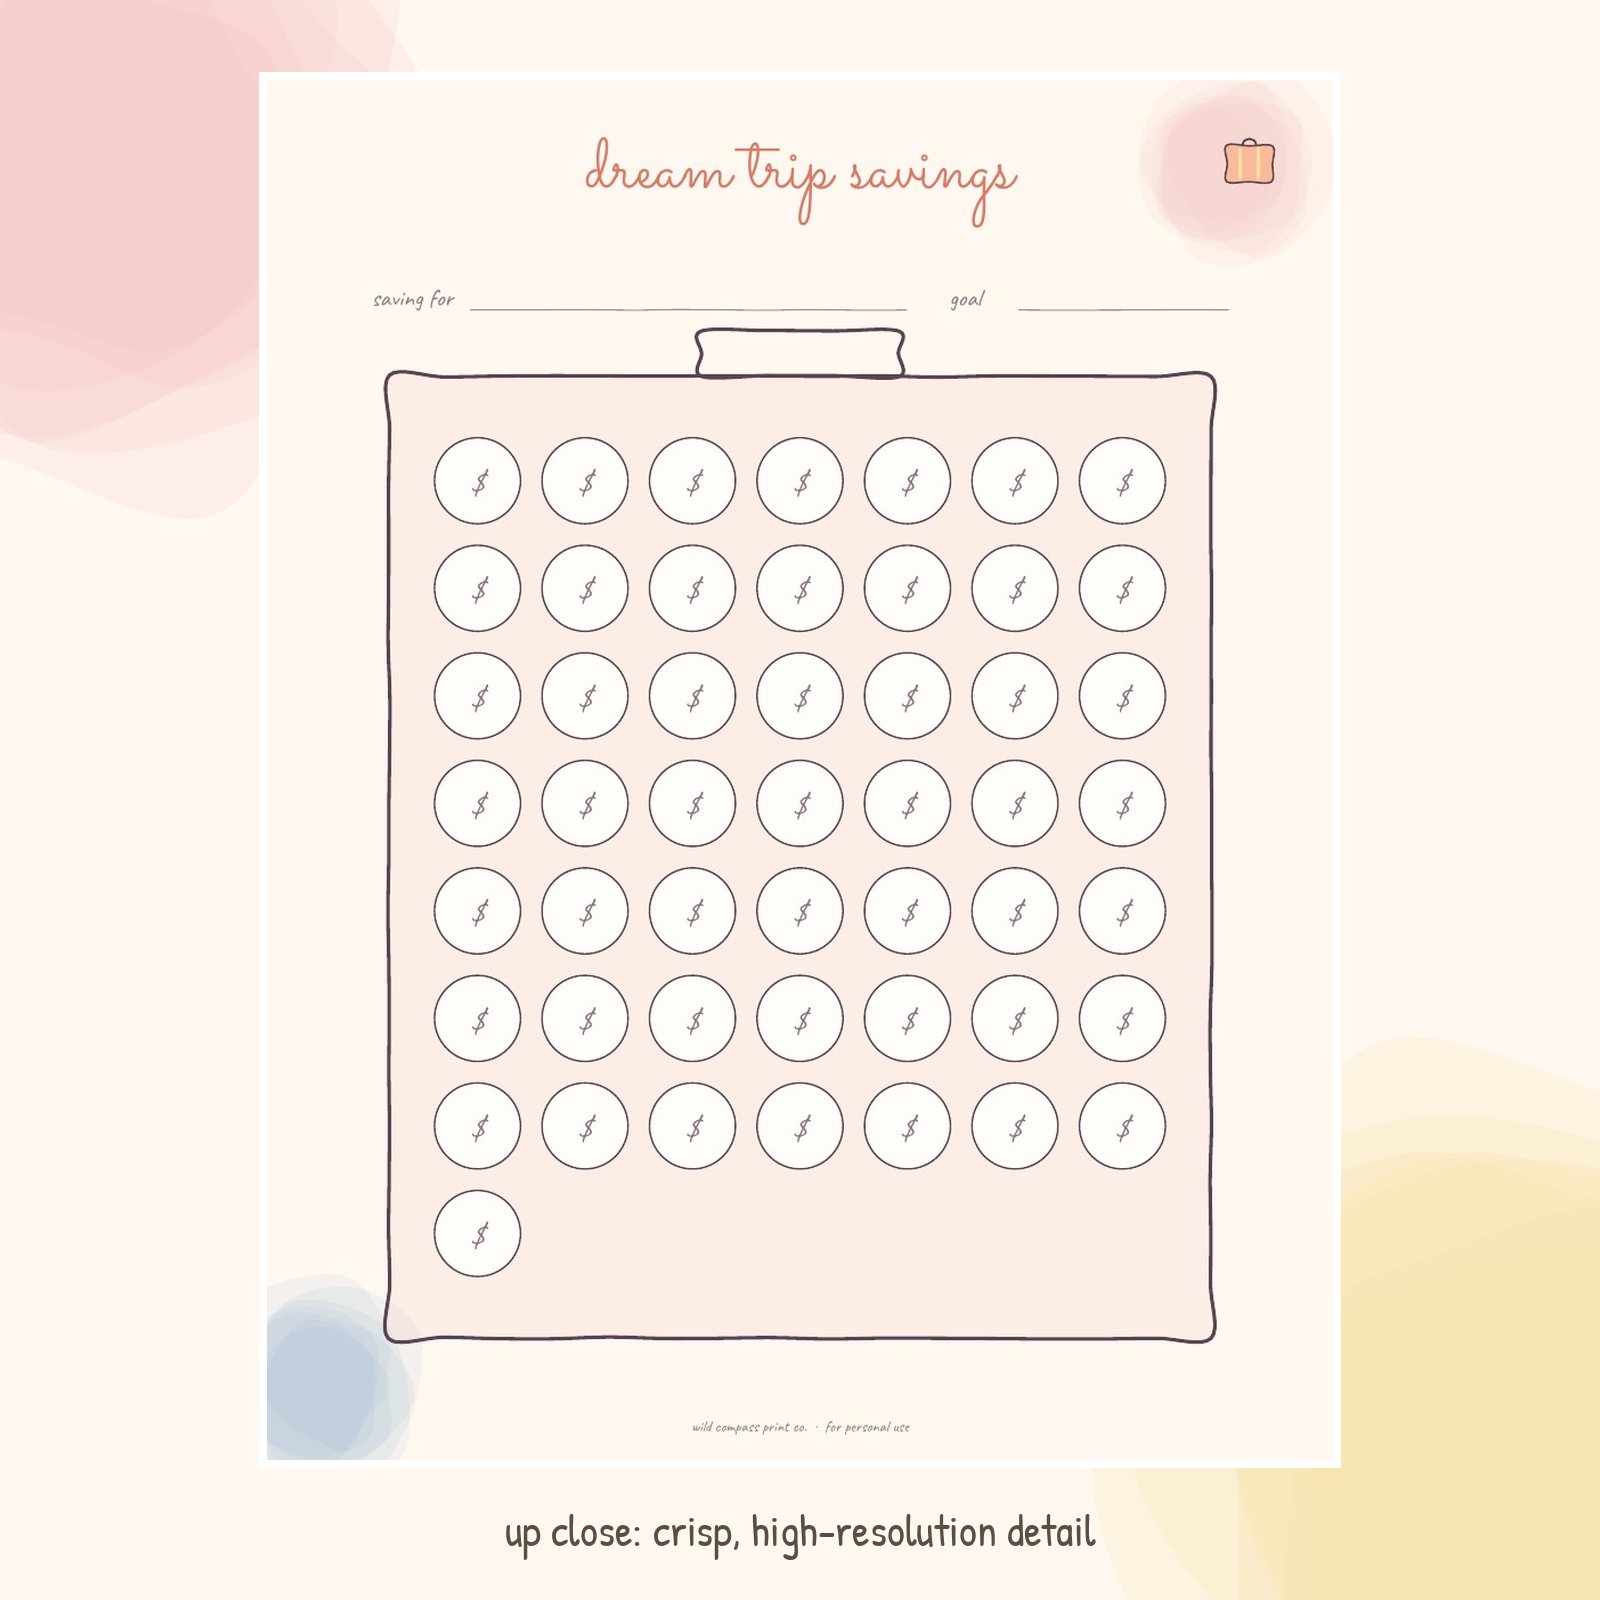 dream trip savings
saving for goal
$ $ $ $ $ $ $
$ $ $ $ $ $ $
$ $ $ $ $ $ $
$ $ $ $ $ $ $
$ $ $ $ $ $ $
$ $ $ $ $ $ $
$ $ $ $ $ $ $
$
wild compass print co. · for personal use
up close: crisp, high-resolution detail